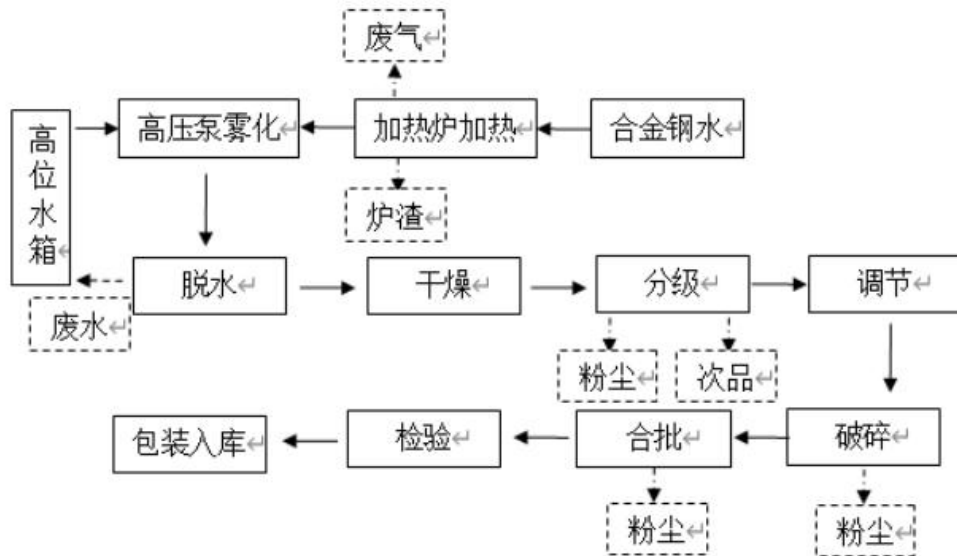 废气
高位水箱
高压泵雾化
加热炉加热
合金钢水
炉渣
脱水
干燥
分级
调节
废水
粉尘
次品
包装入库
检验
合批
破碎
粉尘
粉尘